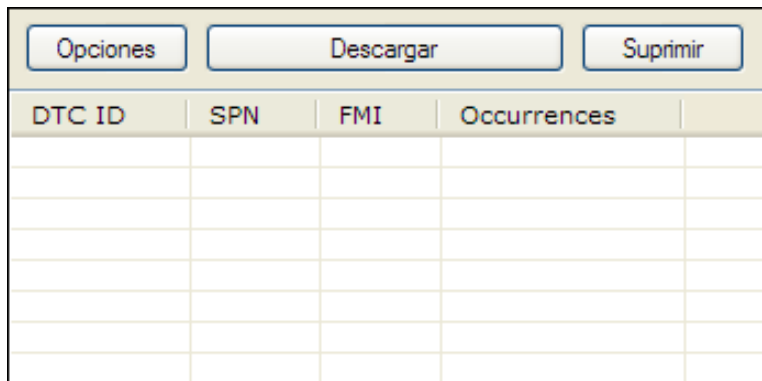 Opciones Descargar Suprimir
DTC ID SPN FMI Occurrences